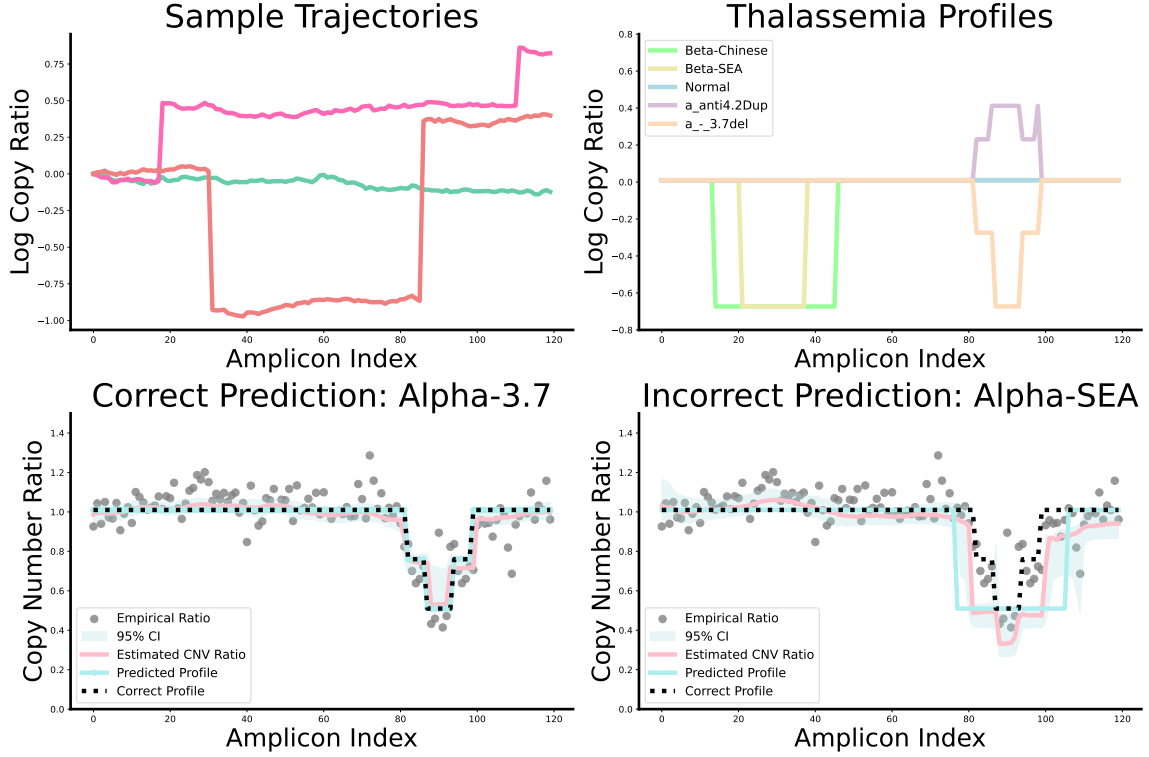 Sample Trajectories
Log Copy Ratio
0.75
0.50
0.25
0.00
−0.25
−0.50
−0.75
−1.00
0 20 40 60 80 100 120
Amplicon Index
Thalassemia Profiles
Log Copy Ratio
0.8
0.6
0.4
0.2
0.0
−0.2
−0.4
−0.6
−0.8
Beta-Chinese
Beta-SEA
Normal
a_anti4.2Dup
a_-_3.7del
0 20 40 60 80 100 120
Amplicon Index
Correct Prediction: Alpha-3.7
Copy Number Ratio
1.4
1.2
1.0
0.8
0.6
0.4
0.2
0.0
Empirical Ratio
95% CI
Estimated CNV Ratio
Predicted Profile
Correct Profile
0 20 40 60 80 100 120
Amplicon Index
Incorrect Prediction: Alpha-SEA
Copy Number Ratio
1.4
1.2
1.0
0.8
0.6
0.4
0.2
0.0
Empirical Ratio
95% CI
Estimated CNV Ratio
Predicted Profile
Correct Profile
0 20 40 60 80 100 120
Amplicon Index